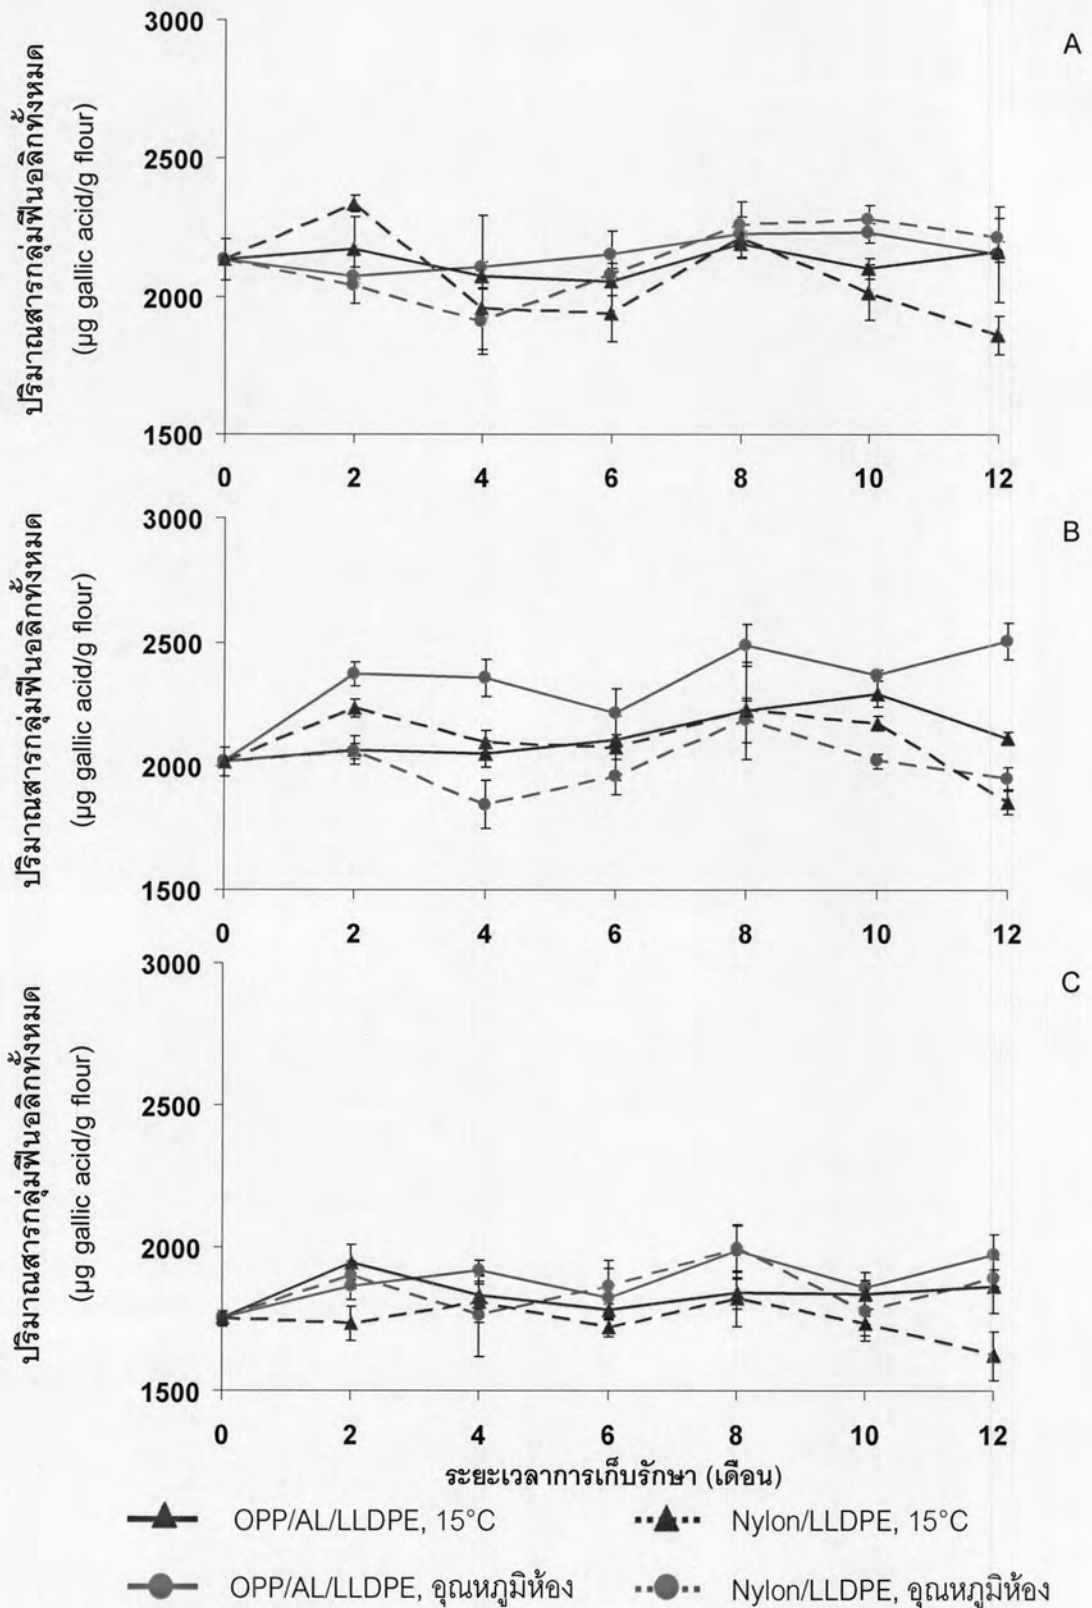 A
ปริมาณสารกลุ่มฟีนอลิกทั้งหมด
(µg gallic acid/g flour)
3000
2500
2000
1500
0 2 4 6 8 10 12
B
ปริมาณสารกลุ่มฟีนอลิกทั้งหมด
(µg gallic acid/g flour)
3000
2500
2000
1500
0 2 4 6 8 10 12
C
ปริมาณสารกลุ่มฟีนอลิกทั้งหมด
(µg gallic acid/g flour)
3000
2500
2000
1500
0 2 4 6 8 10 12
ระยะเวลาการเก็บรักษา (เดือน)
OPP/AL/LLDPE, 15°C
Nylon/LLDPE, 15°C
OPP/AL/LLDPE, อุณหภูมิห้อง
Nylon/LLDPE, อุณหภูมิห้อง